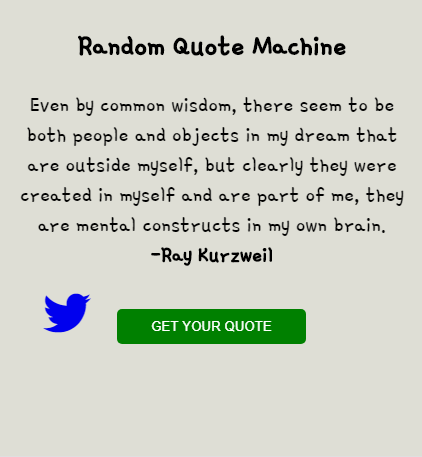 Random Quote Machine
Even by common wisdom, there seem to be
both people and objects in my dream that
are outside myself, but clearly they were
created in myself and are part of me, they
are mental constructs in my own brain.
-Ray Kurzweil
GET YOUR QUOTE